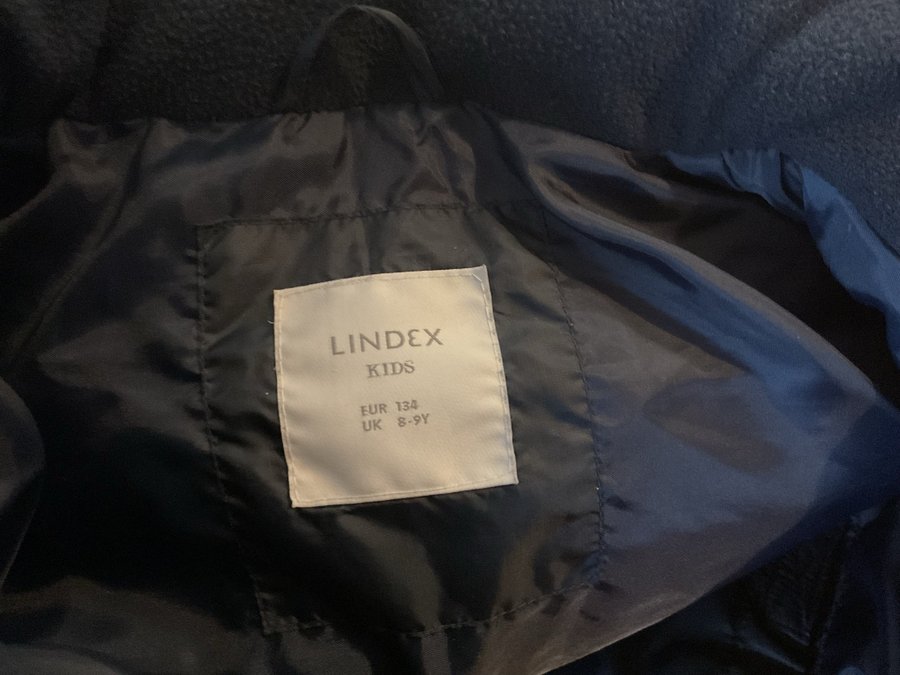 LINDEX
KIDS
EUR 134
UK 8-9Y